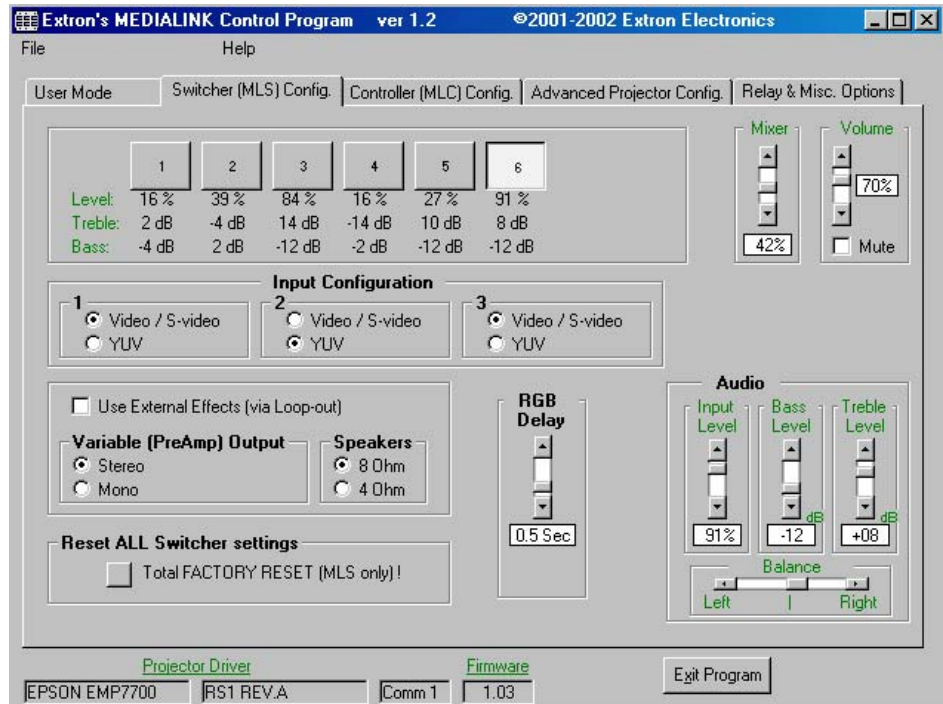 Extron's MEDIALINK Control Program ver 1.2 ©2001-2002 Extron Electronics
File Help
User Mode Switcher (MLS) Config. Controller (MLC) Config. Advanced Projector Config. Relay & Misc. Options
1 2 3 4 5 6
Level: 16 % 39 % 84 % 16 % 27 % 91 %
Treble: 2 dB -4 dB 14 dB -14 dB 10 dB 8 dB
Bass: -4 dB 2 dB -12 dB -2 dB -12 dB -12 dB
Mixer
42%
Volume
70%
Mute
Input Configuration
1
Video / S-video
YUV
2
Video / S-video
YUV
3
Video / S-video
YUV
Use External Effects (via Loop-out)
Variable (PreAmp) Output
Stereo
Mono
Speakers
8 Ohm
4 Ohm
Reset ALL Switcher settings
Total FACTORY RESET (MLS only) !
RGB
Delay
0.5 Sec
Audio
Input
Level
91%
Bass
Level
dB
-12
Treble
Level
dB
+08
Balance
Left | Right
Projector Driver
EPSON EMP7700 RS1 REV.A Comm 1
Firmware
1.03
Exit Program